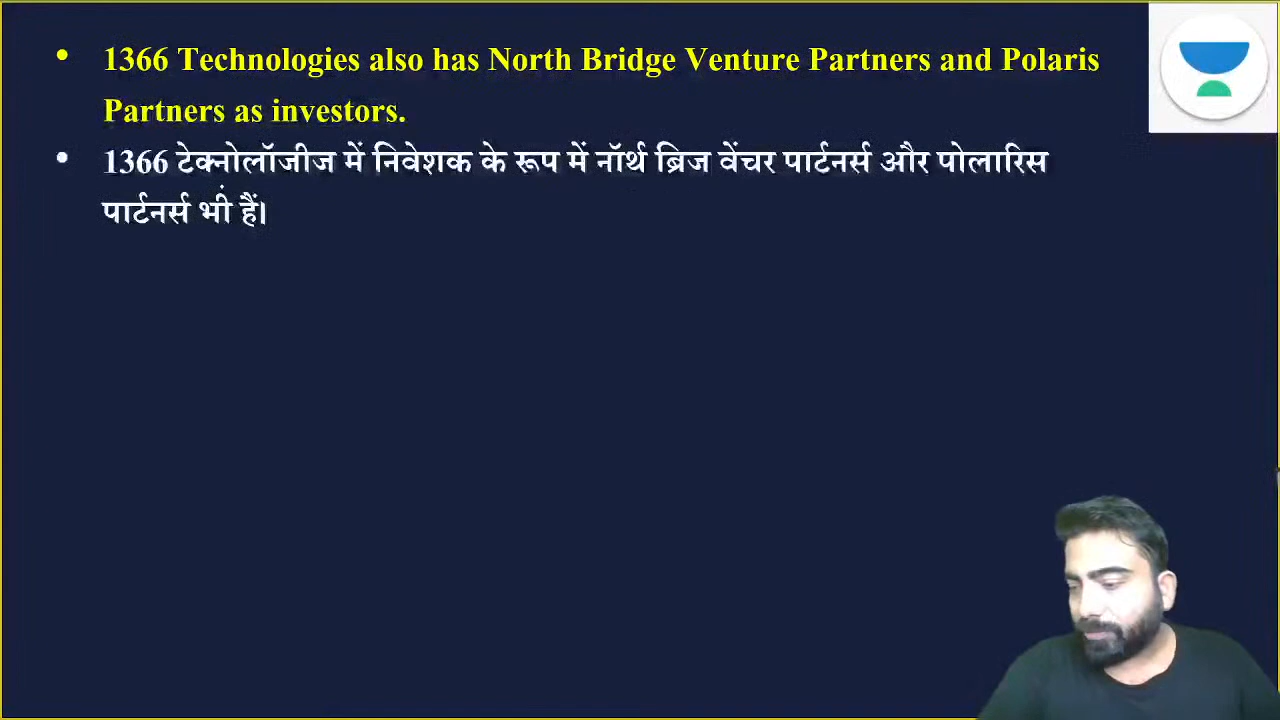 1366 Technologies also has North Bridge Venture Partners and Polaris
Partners as investors.
1366 टेक्नोलॉजीज में निवेशक के रूप में नॉर्थ ब्रिज वेंचर पार्टनर्स और पोलारिस
पार्टनर्स भी हैं।